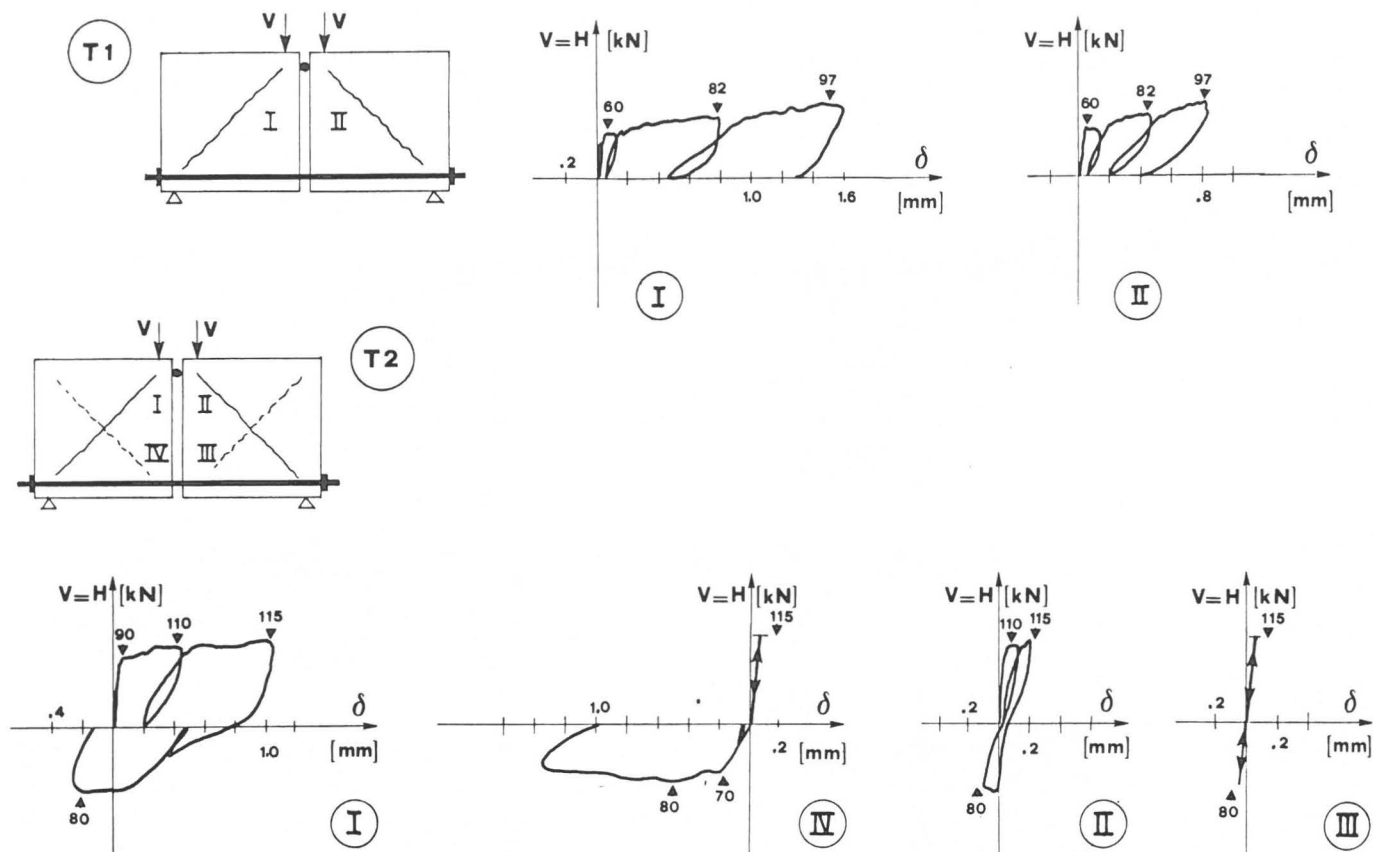 T1
V V
I II
V=H [kN]
60 82 97
.2 1.0 1.6
δ
[mm]
I
V=H [kN]
60 82 97
.8
δ
[mm]
II
T2
V V
I II
IV III
V=H [kN]
90 110 115
.4 1.0
δ
[mm]
80
I
V=H [kN]
115
1.0 .2
δ
[mm]
80 70
IV
V=H [kN]
110 115
.2 .2
δ
[mm]
80
II
V=H [kN]
115
.2 .2
δ
[mm]
80
III